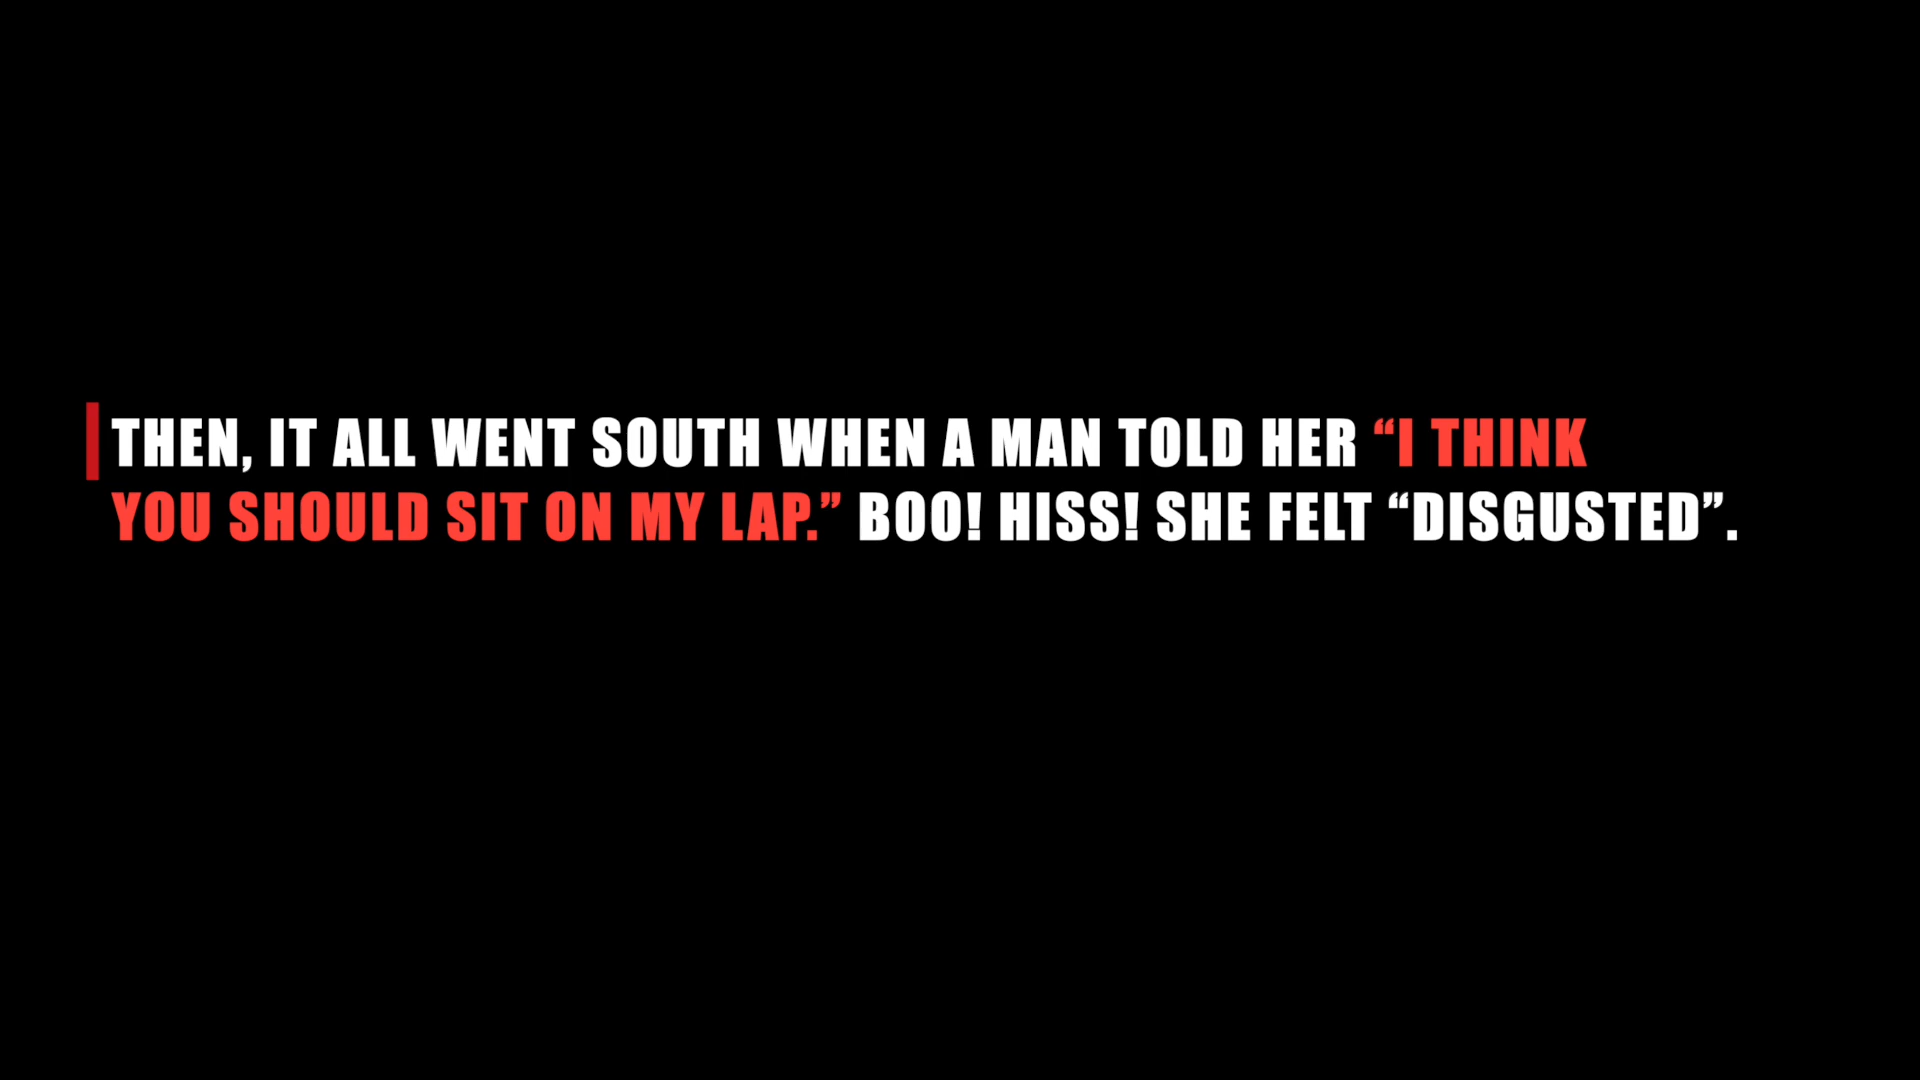 THEN, IT ALL WENT SOUTH WHEN A MAN TOLD HER “I THINK
YOU SHOULD SIT ON MY LAP.” BOO! HISS! SHE FELT “DISGUSTED”.